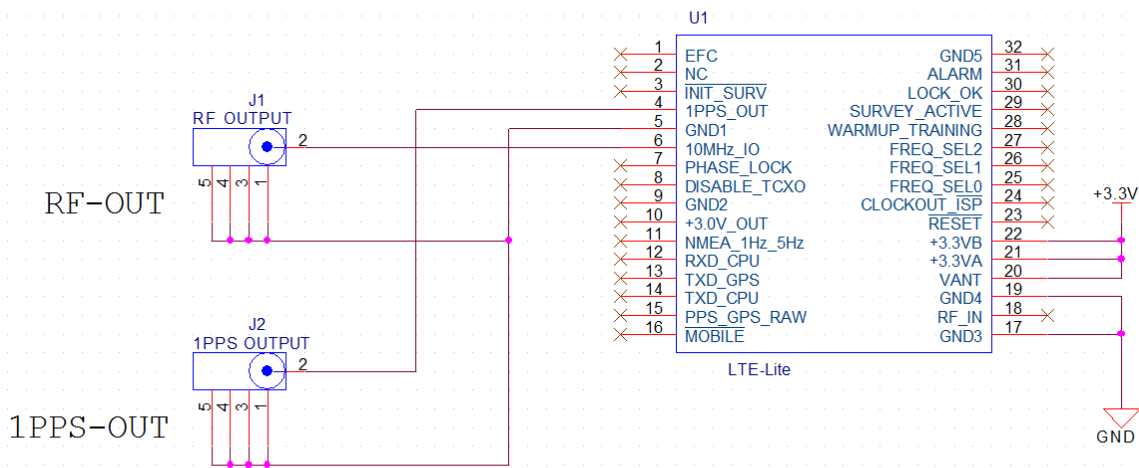 U1
1 EFC GND5 32
2 NC ALARM 31
3 INIT_SURV LOCK_OK 30
4 1PPS_OUT SURVEY_ACTIVE 29
5 GND1 WARMUP_TRAINING 28
6 10MHz_IO FREQ_SEL2 27
7 PHASE_LOCK FREQ_SEL1 26
8 DISABLE_TCXO FREQ_SEL0 25
9 GND2 CLOCKOUT_ISP 24
10 +3.0V_OUT RESET 23
11 NMEA_1Hz_5Hz +3.3VB 22
12 RXD_CPU +3.3VA 21
13 TXD_GPS VANT 20
14 TXD_CPU GND4 19
15 PPS_GPS_RAW RF_IN 18
16 MOBILE GND3 17
LTE-Lite
J1
RF OUTPUT
2
5 4 3 1
RF-OUT
J2
1PPS OUTPUT
2
5 4 3 1
1PPS-OUT
+3.3V
GND